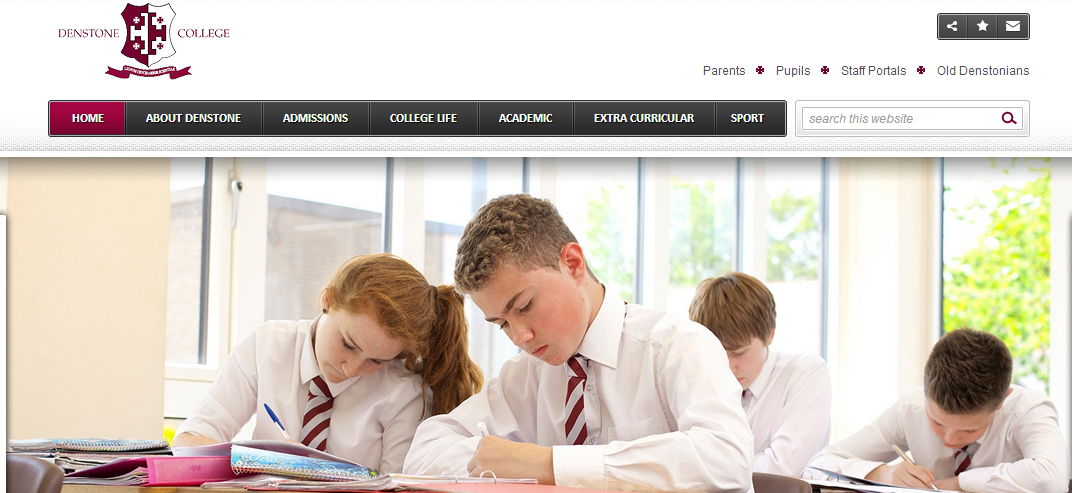 DENSTONE COLLEGE
Parents Pupils Staff Portals Old Denstonians
HOME ABOUT DENSTONE ADMISSIONS COLLEGE LIFE ACADEMIC EXTRA CURRICULAR SPORT
search this website